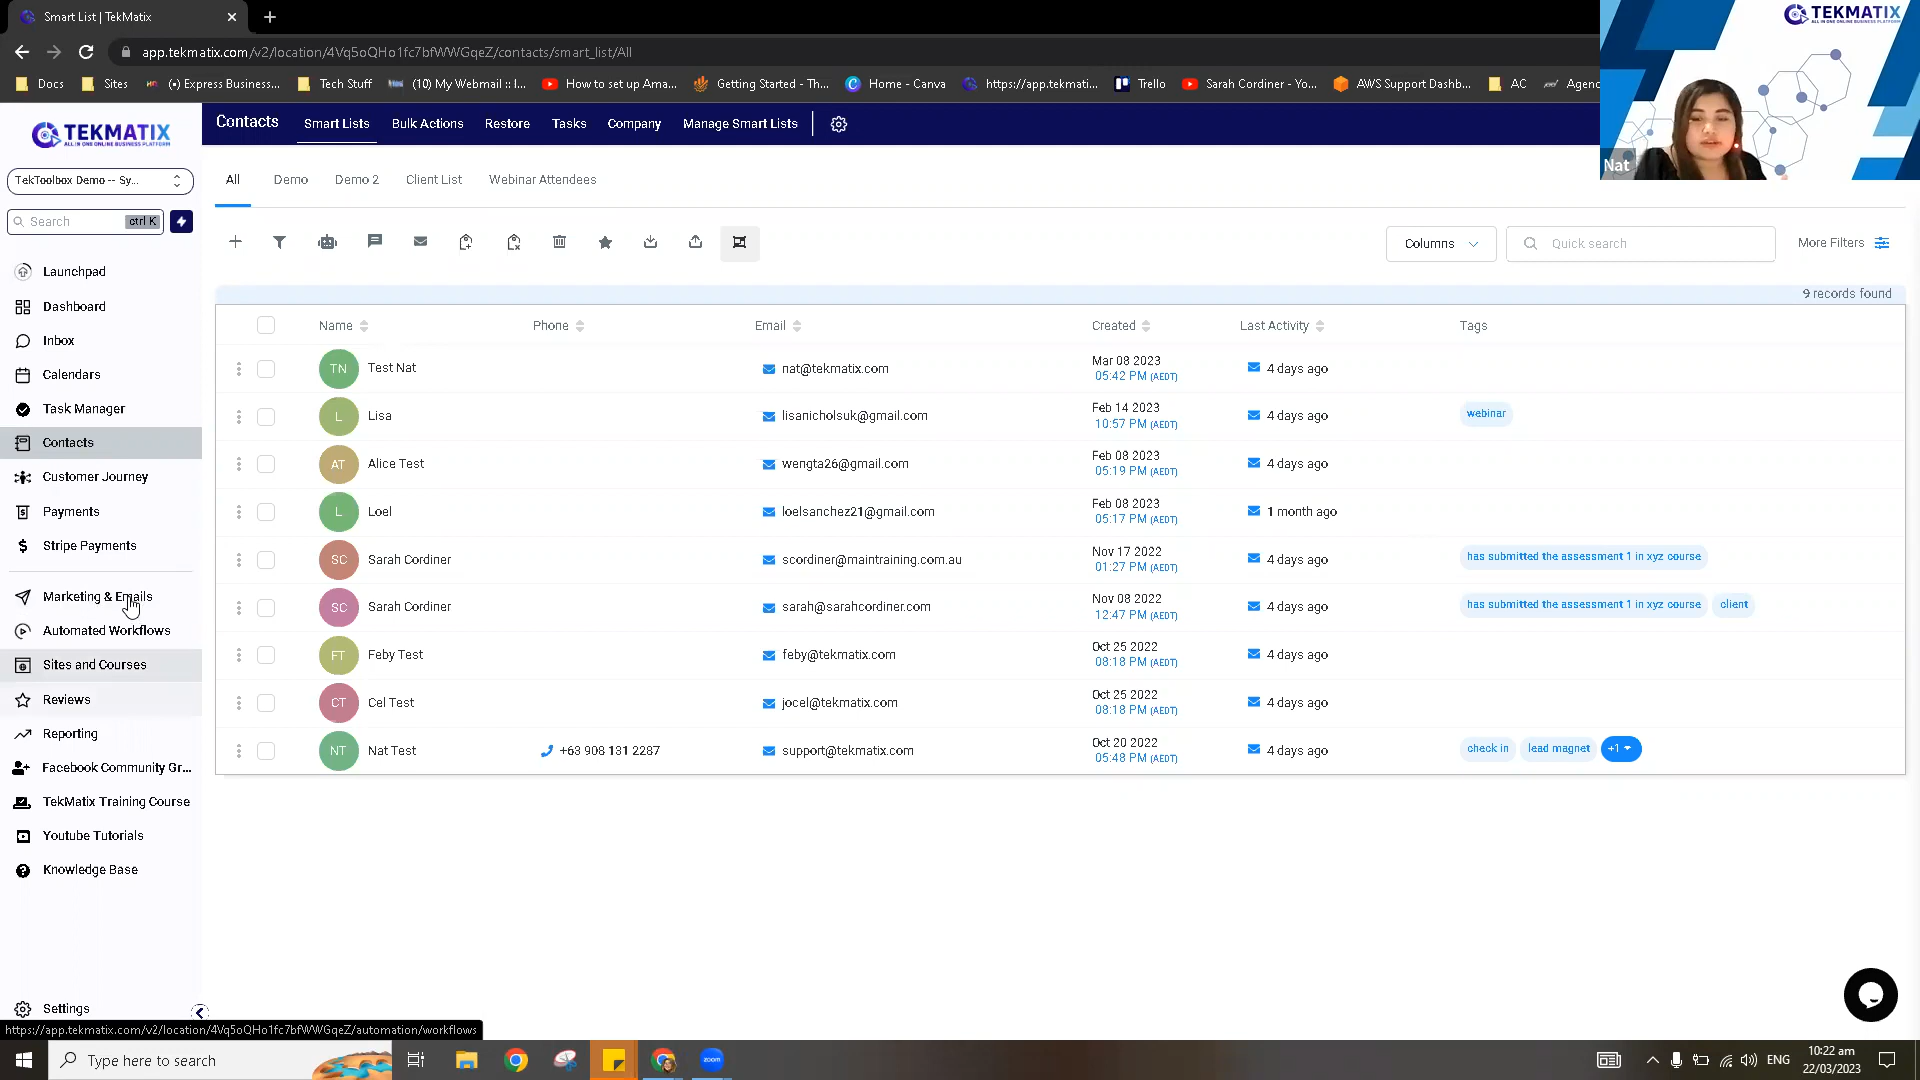 Smart List | TekMatix
app.tekmatix.com/v2/location/4Vq5oQHo1fc7bfWWGqeZ/contacts/smart_list/All
Docs
Sites
(•) Express Business...
Tech Stuff
(10) My Webmail :: I...
How to set up Ama...
Getting Started - Th...
Home - Canva
https://app.tekmati...
Trello
Sarah Cordiner - Yo...
AWS Support Dashb...
AC
Agenc
TEKMATIX
ALL IN ONE ONLINE BUSINESS PLATFORM
Nat
TEKMATIX
ALL IN ONE ONLINE BUSINESS PLATFORM
TekToolbox Demo -- Sy...
Search
ctrl K
Launchpad
Dashboard
Inbox
Calendars
Task Manager
Contacts
Customer Journey
Payments
Stripe Payments
Marketing & Emails
Automated Workflows
Sites and Courses
Reviews
Reporting
Facebook Community Gr...
TekMatix Training Course
Youtube Tutorials
Knowledge Base
Settings
Contacts
Smart Lists
Bulk Actions
Restore
Tasks
Company
Manage Smart Lists
All
Demo
Demo 2
Client List
Webinar Attendees
Columns
Quick search
More Filters
9 records found
Name Phone Email Created Last Activity Tags
TN Test Nat nat@tekmatix.com Mar 08 2023 4 days ago
05:42 PM (AEDT)
L Lisa lisanicholsuk@gmail.com Feb 14 2023 4 days ago webinar
10:57 PM (AEDT)
AT Alice Test wengta26@gmail.com Feb 08 2023 4 days ago
05:19 PM (AEDT)
L Loel loelsanchez21@gmail.com Feb 08 2023 1 month ago
05:17 PM (AEDT)
SC Sarah Cordiner scordiner@maintraining.com.au Nov 17 2022 4 days ago has submitted the assessment 1 in xyz course
01:27 PM (AEDT)
SC Sarah Cordiner sarah@sarahcordiner.com Nov 08 2022 4 days ago has submitted the assessment 1 in xyz course client
12:47 PM (AEDT)
FT Feby Test feby@tekmatix.com Oct 25 2022 4 days ago
08:18 PM (AEDT)
CT Cel Test jocel@tekmatix.com Oct 25 2022 4 days ago
08:18 PM (AEDT)
NT Nat Test +63 908 131 2287 support@tekmatix.com Oct 20 2022 4 days ago check in lead magnet +1
05:48 PM (AEDT)
https://app.tekmatix.com/v2/location/4Vq5oQHo1fc7bfWWGqeZ/automation/workflows
Type here to search
zoom
ENG
10:22 am
22/03/2023